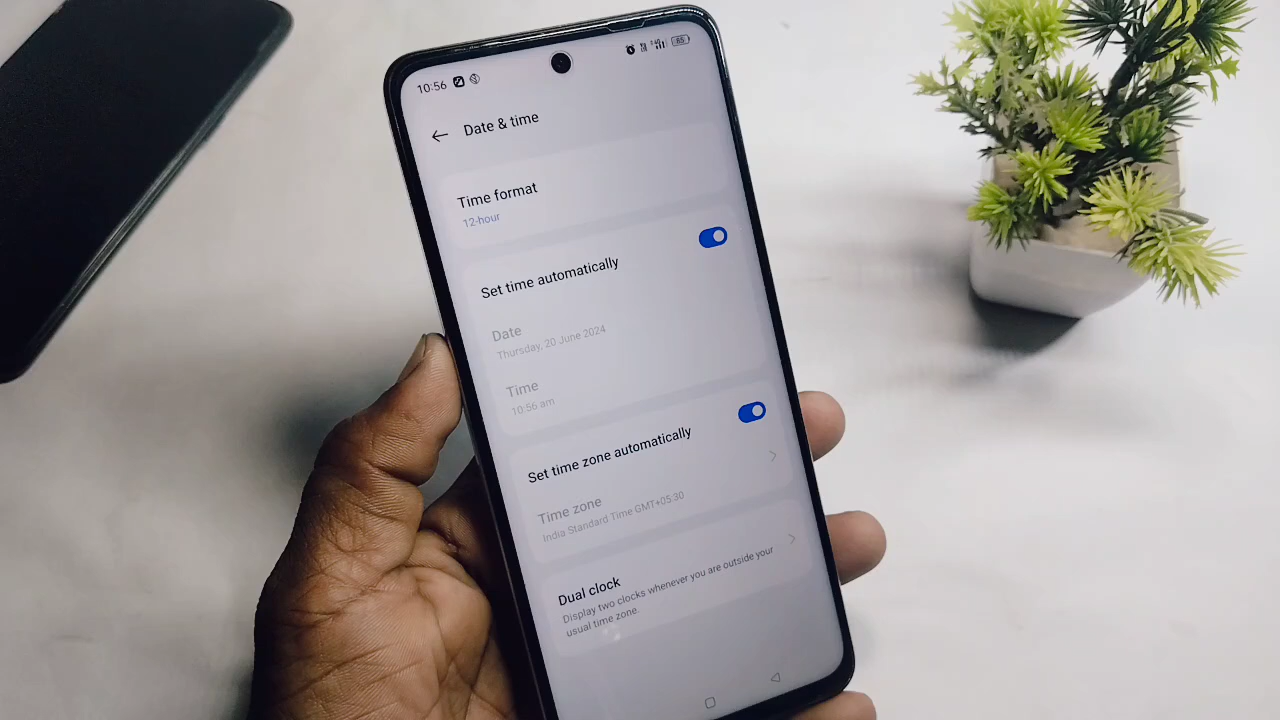 10:56
65
Date & time
Time format
12-hour
Set time automatically
Date
Thursday, 20 June 2024
Time
10:56 am
Set time zone automatically
Time zone
India Standard Time GMT+05:30
Dual clock
Display two clocks whenever you are outside your
usual time zone.